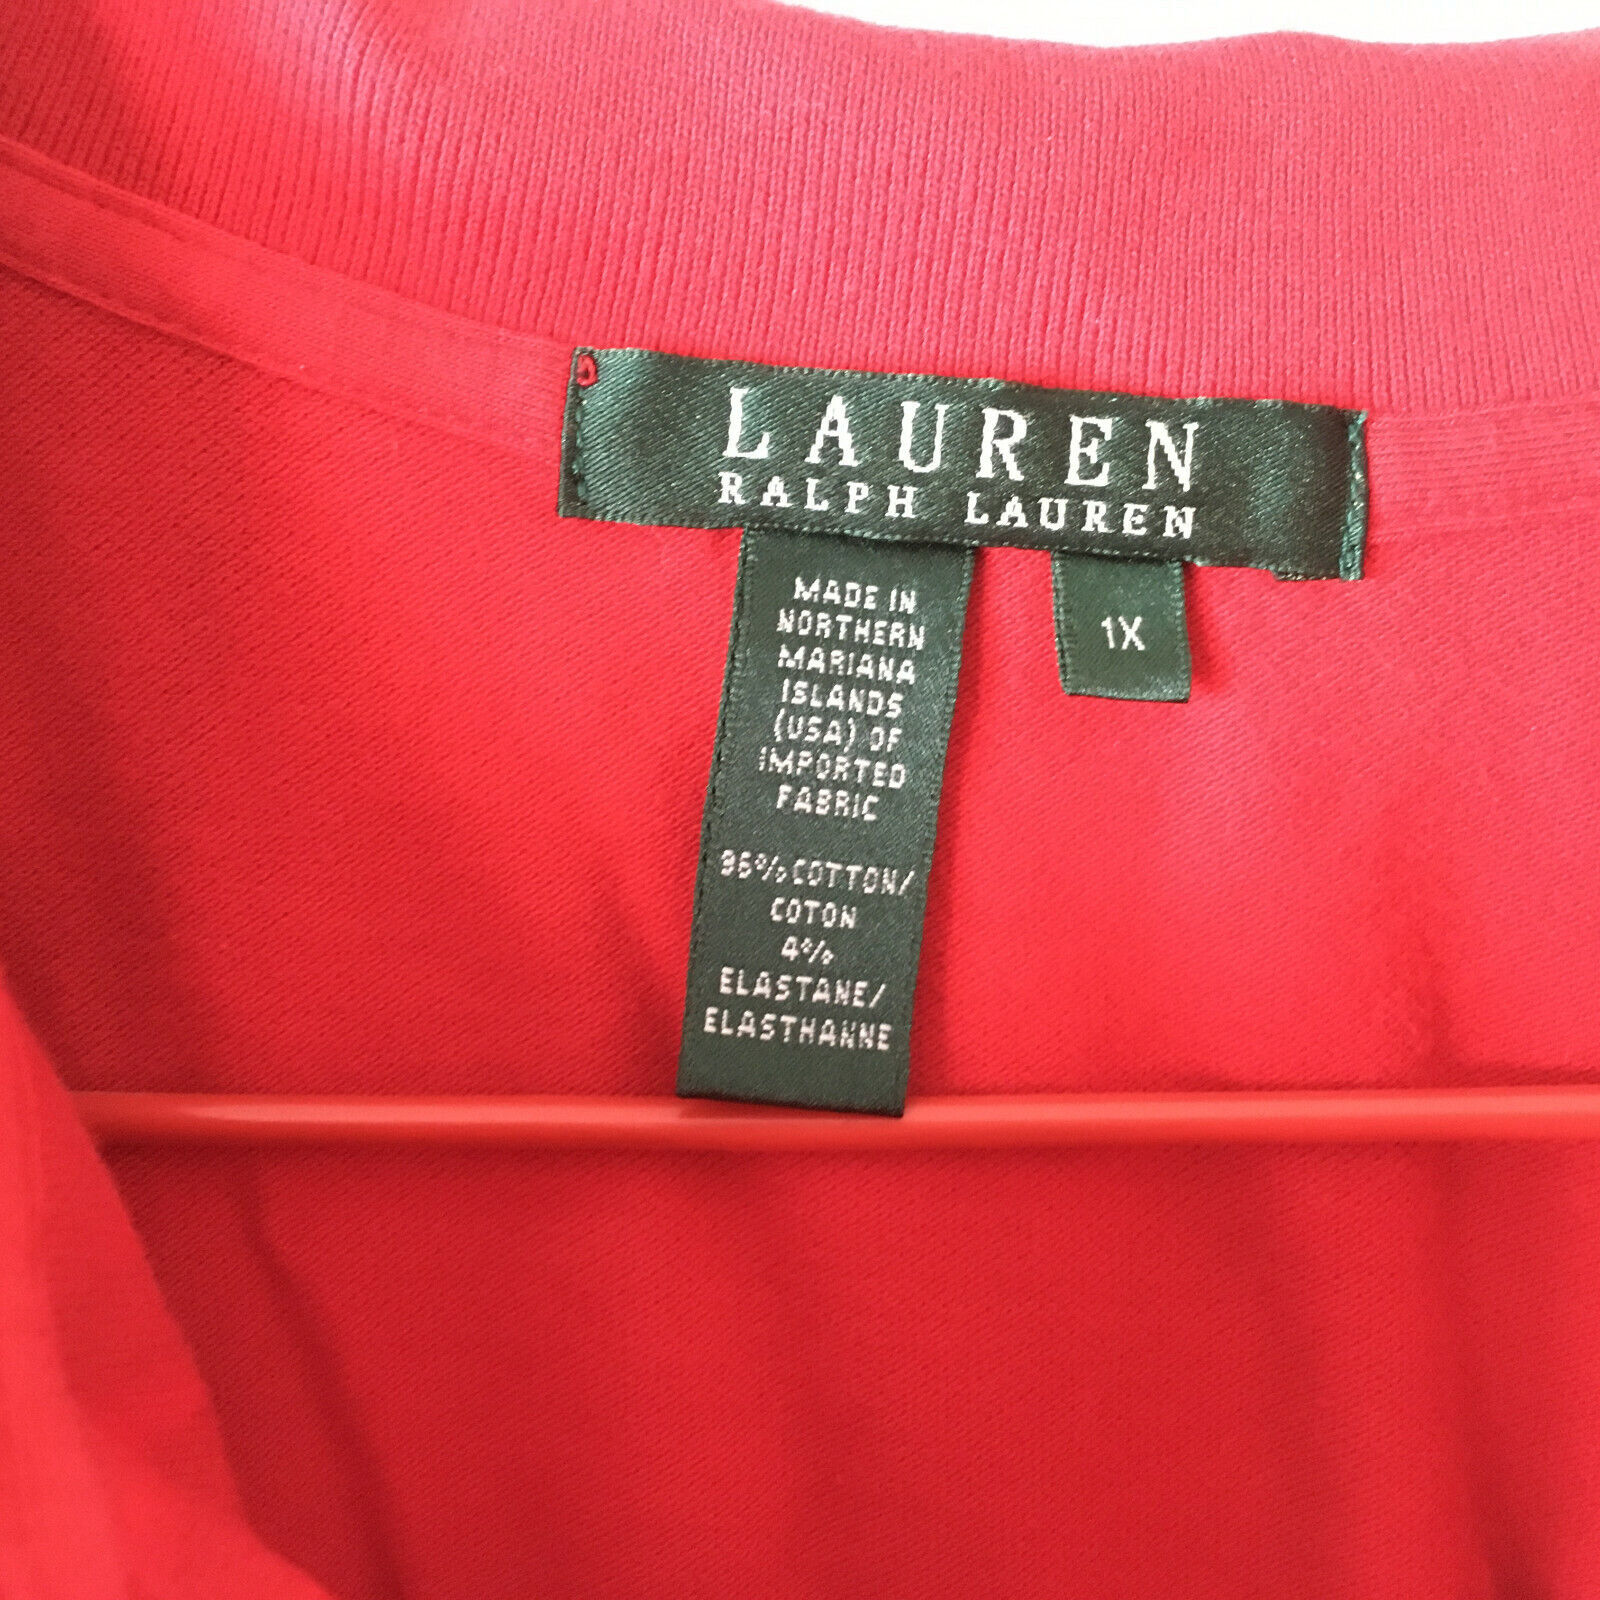 LAUREN
RALPH LAUREN
MADE IN
NORTHERN
MARIANA
ISLANDS
(USA) OF
IMPORTED
FABRIC
96% COTTON/
COTON
4%
ELASTANE/
ELASTHANNE
1X